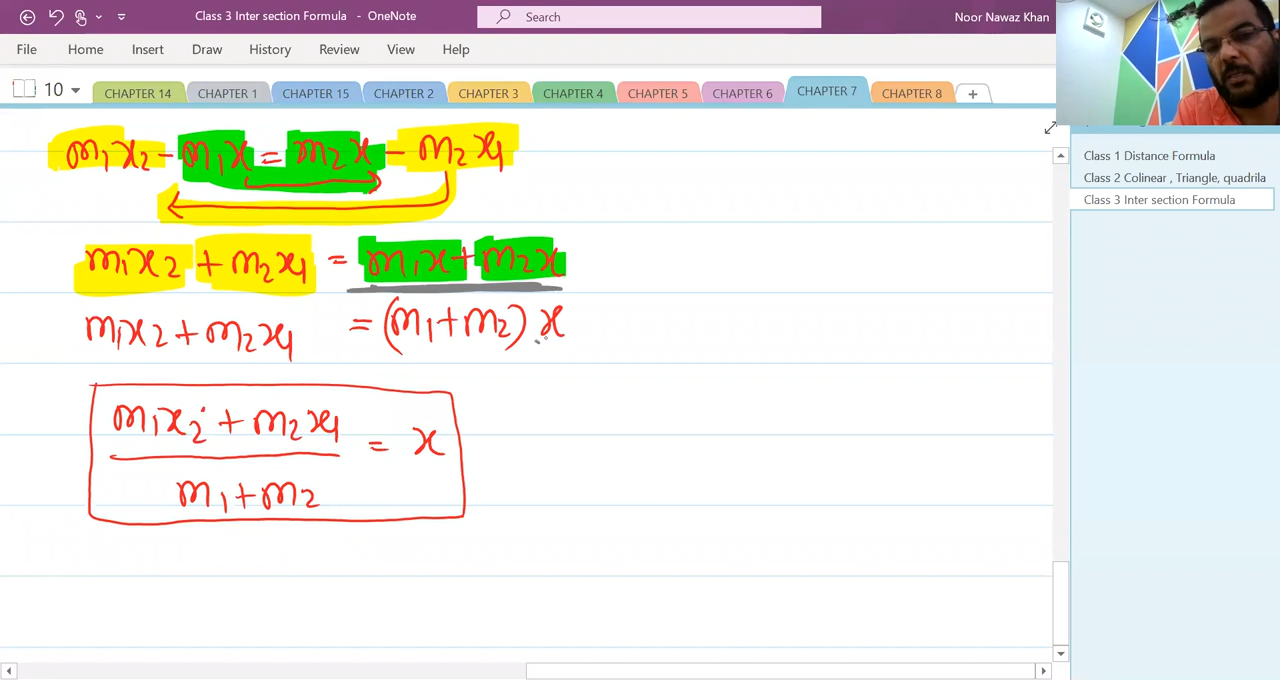 Class 3 Inter section Formula - OneNote
Search
Noor Nawaz Khan
File Home Insert Draw History Review View Help
10 CHAPTER 14 CHAPTER 1 CHAPTER 15 CHAPTER 2 CHAPTER 3 CHAPTER 4 CHAPTER 5 CHAPTER 6 CHAPTER 7 CHAPTER 8 +
Class 1 Distance Formula
Class 2 Colinear , Triangle, quadrila
Class 3 Inter section Formula
m₁x₂ - m₁x = m₂x - m₂x₁
m₁x₂ + m₂x₁ = m₁x + m₂x
m₁x₂ + m₂x₁ = (m₁ + m₂) x
m₁x₂ + m₂x₁
= x
m₁ + m₂